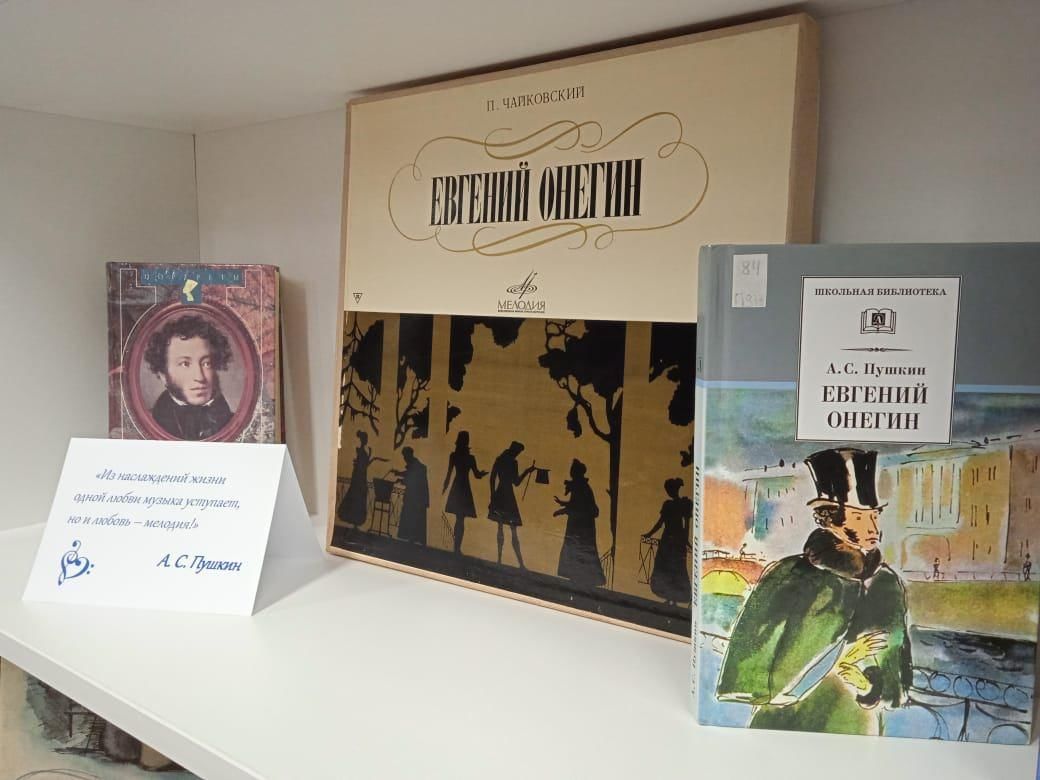 ПОРТРЕТЫ
«Из наслаждений жизни
одной любви музыка уступает,
но и любовь – мелодия!»
А. С. Пушкин
П. ЧАЙКОВСКИЙ
ЕВГЕНИЙ ОНЕГИН
МЕЛОДИЯ
84
ШКОЛЬНАЯ БИБЛИОТЕКА
А. С. Пушкин
ЕВГЕНИЙ
ОНЕГИН
А.С. Пушкин ЕВГЕНИЙ ОНЕГИН